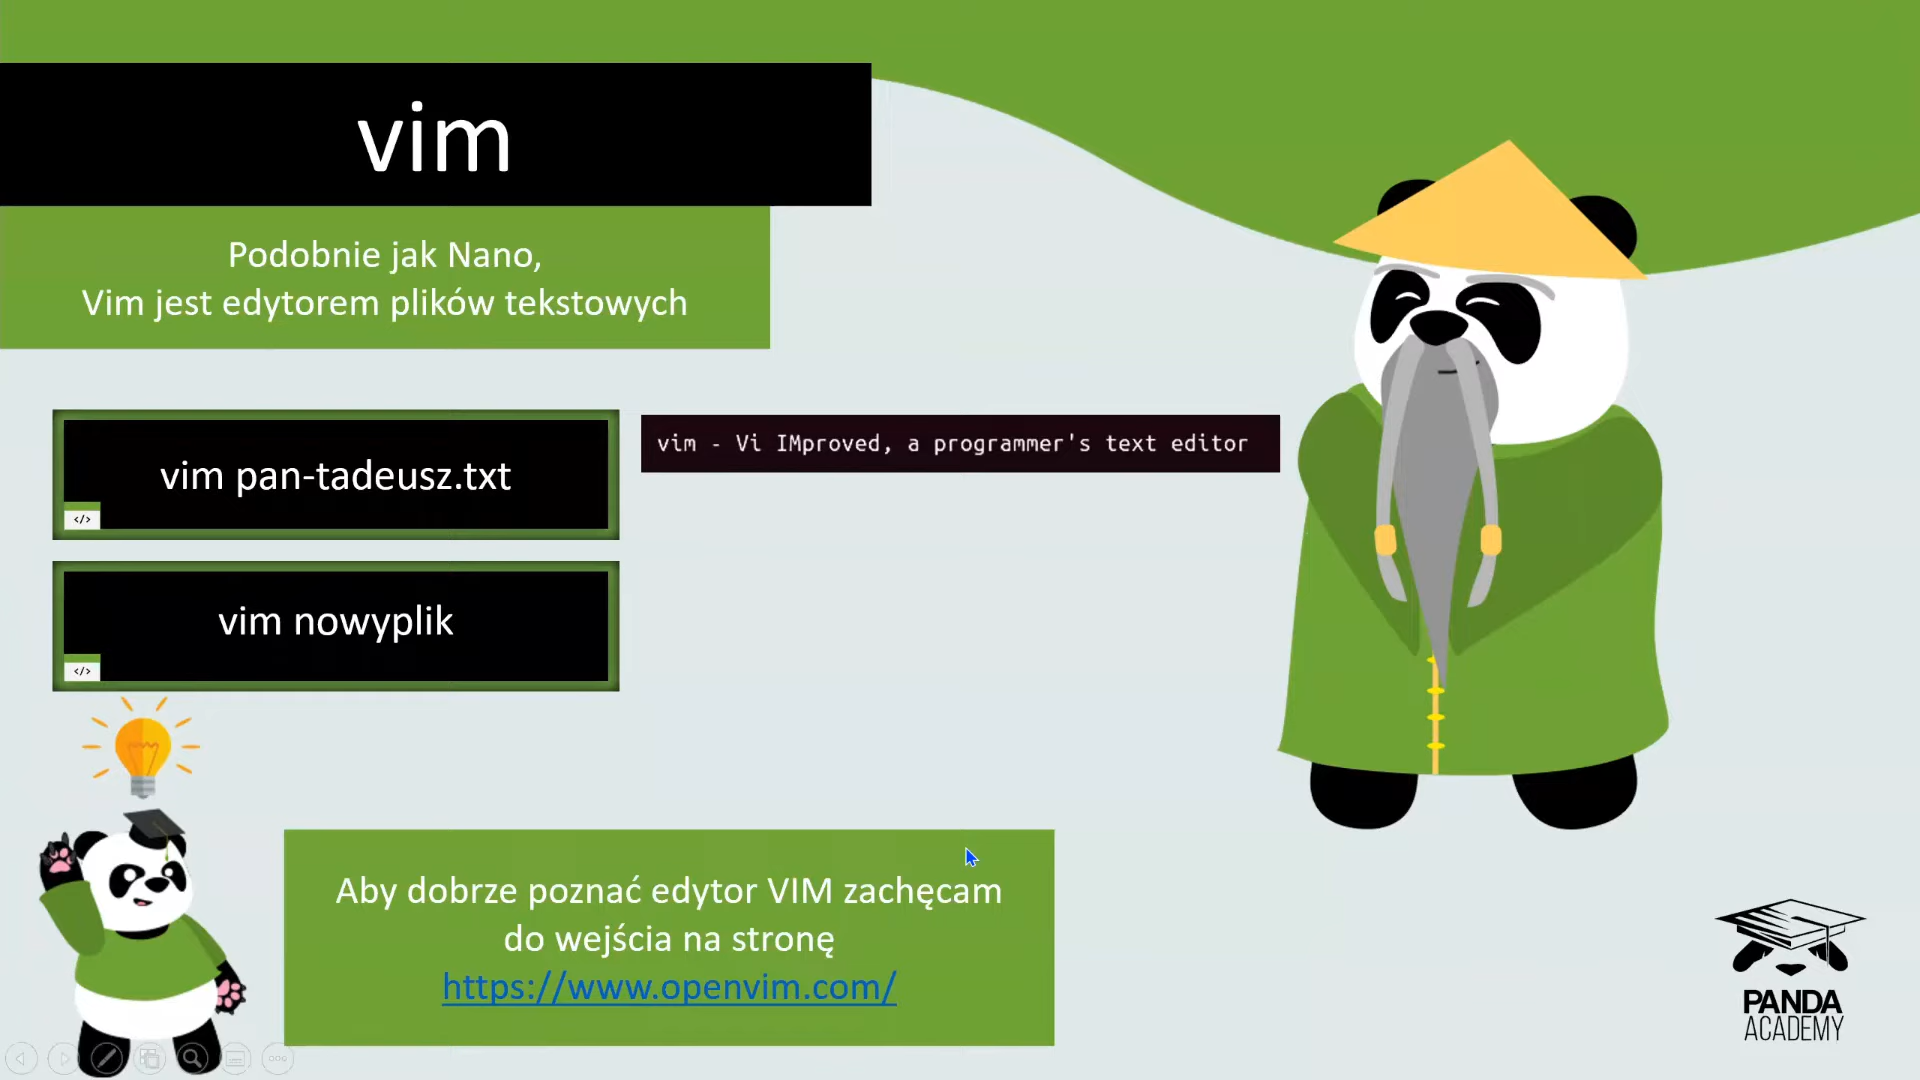 vim
Podobnie jak Nano,
Vim jest edytorem plików tekstowych
vim pan-tadeusz.txt
</>
vim - Vi IMproved, a programmer's text editor
vim nowyplik
</>
Aby dobrze poznać edytor VIM zachęcam
do wejścia na stronę
https://www.openvim.com/
PANDA
ACADEMY